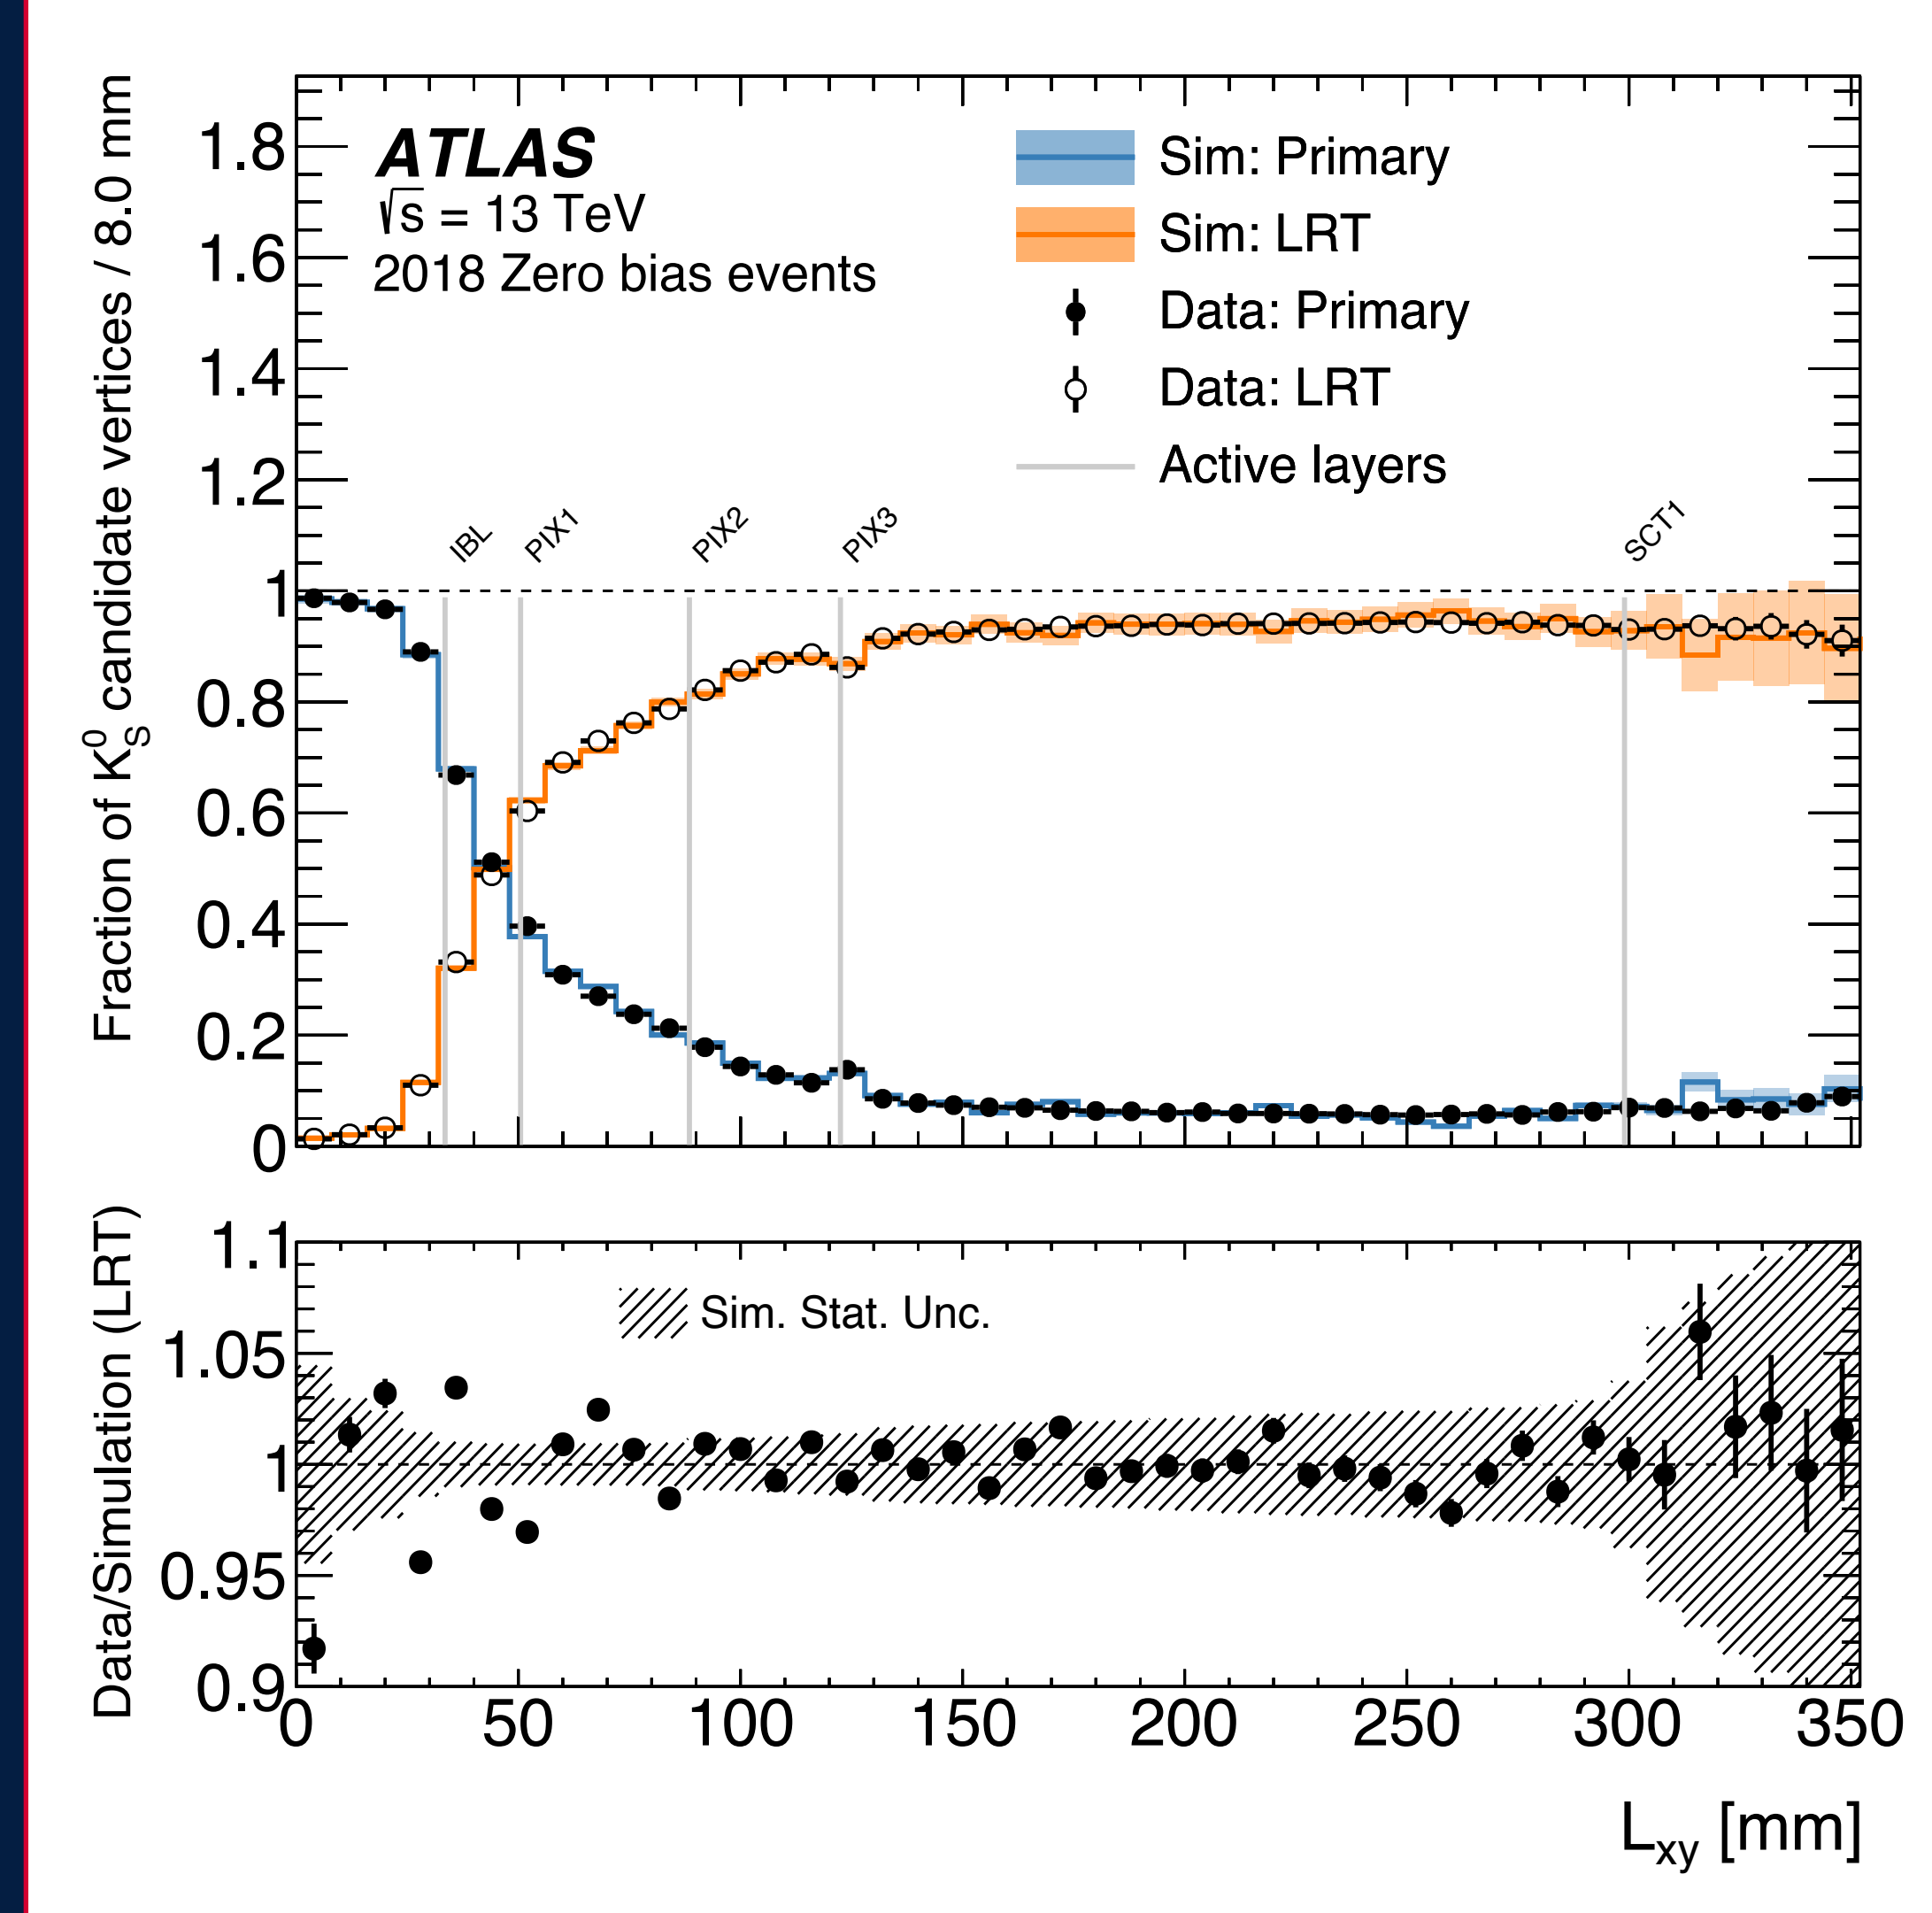 ATLAS
√s = 13 TeV
2018 Zero bias events
Sim: Primary
Sim: LRT
Data: Primary
Data: LRT
Active layers
IBL
PIX1
PIX2
PIX3
SCT1
Fraction of K⁰_S candidate vertices / 8.0 mm
1.8
1.6
1.4
1.2
1
0.8
0.6
0.4
0.2
0
Data/Simulation (LRT)
1.1
1.05
1
0.95
0.9
Sim. Stat. Unc.
0 50 100 150 200 250 300 350
L_xy [mm]